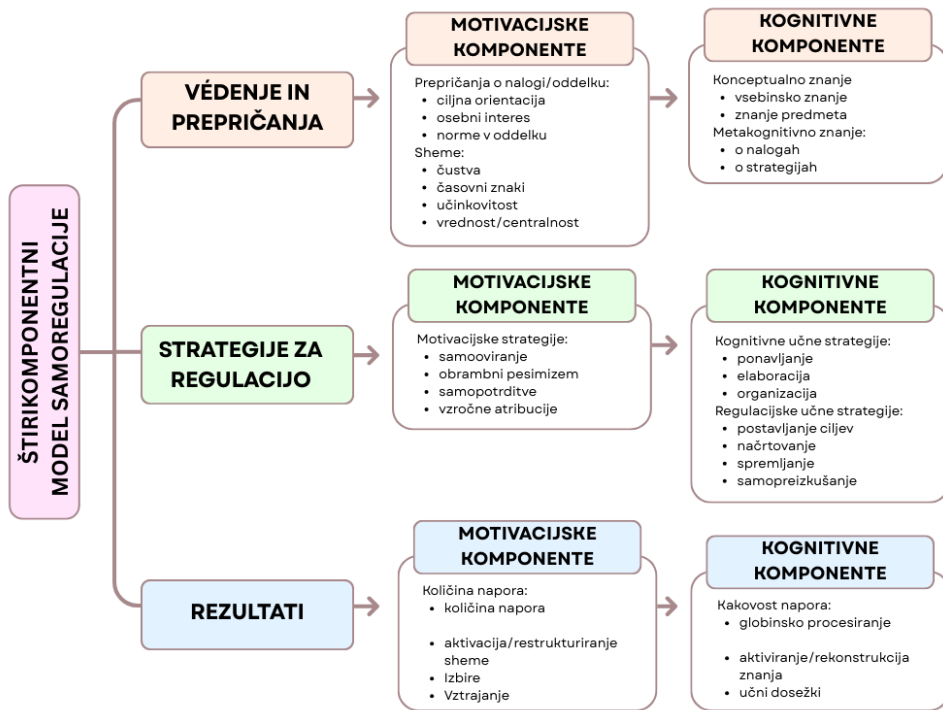 ŠTIRIKOMPONENTNI
MODEL SAMOREGULACIJE
VÉDENJE IN
PREPRIČANJA
MOTIVACIJSKE
KOMPONENTE
Prepričanja o nalogi/oddelku:
• ciljna orientacija
• osebni interes
• norme v oddelku
Sheme:
• čustva
• časovni znaki
• učinkovitost
• vrednost/centralnost
KOGNITIVNE
KOMPONENTE
Konceptualno znanje
• vsebinsko znanje
• znanje predmeta
Metakognitivno znanje:
• o nalogah
• o strategijah
STRATEGIJE ZA
REGULACIJO
MOTIVACIJSKE
KOMPONENTE
Motivacijske strategije:
• samooviranje
• obrambni pesimizem
• samopotrditve
• vzročne atribucije
KOGNITIVNE
KOMPONENTE
Kognitivne učne strategije:
• ponavljanje
• elaboracija
• organizacija
Regulacijske učne strategije:
• postavljanje ciljev
• načrtovanje
• spremljanje
• samopreizkušanje
REZULTATI
MOTIVACIJSKE
KOMPONENTE
Količina napora:
• količina napora
• aktivacija/restrukturiranje
sheme
• Izbire
• Vztrajanje
KOGNITIVNE
KOMPONENTE
Kakovost napora:
• globinsko procesiranje
• aktiviranje/rekonstrukcija
znanja
• učni dosežki